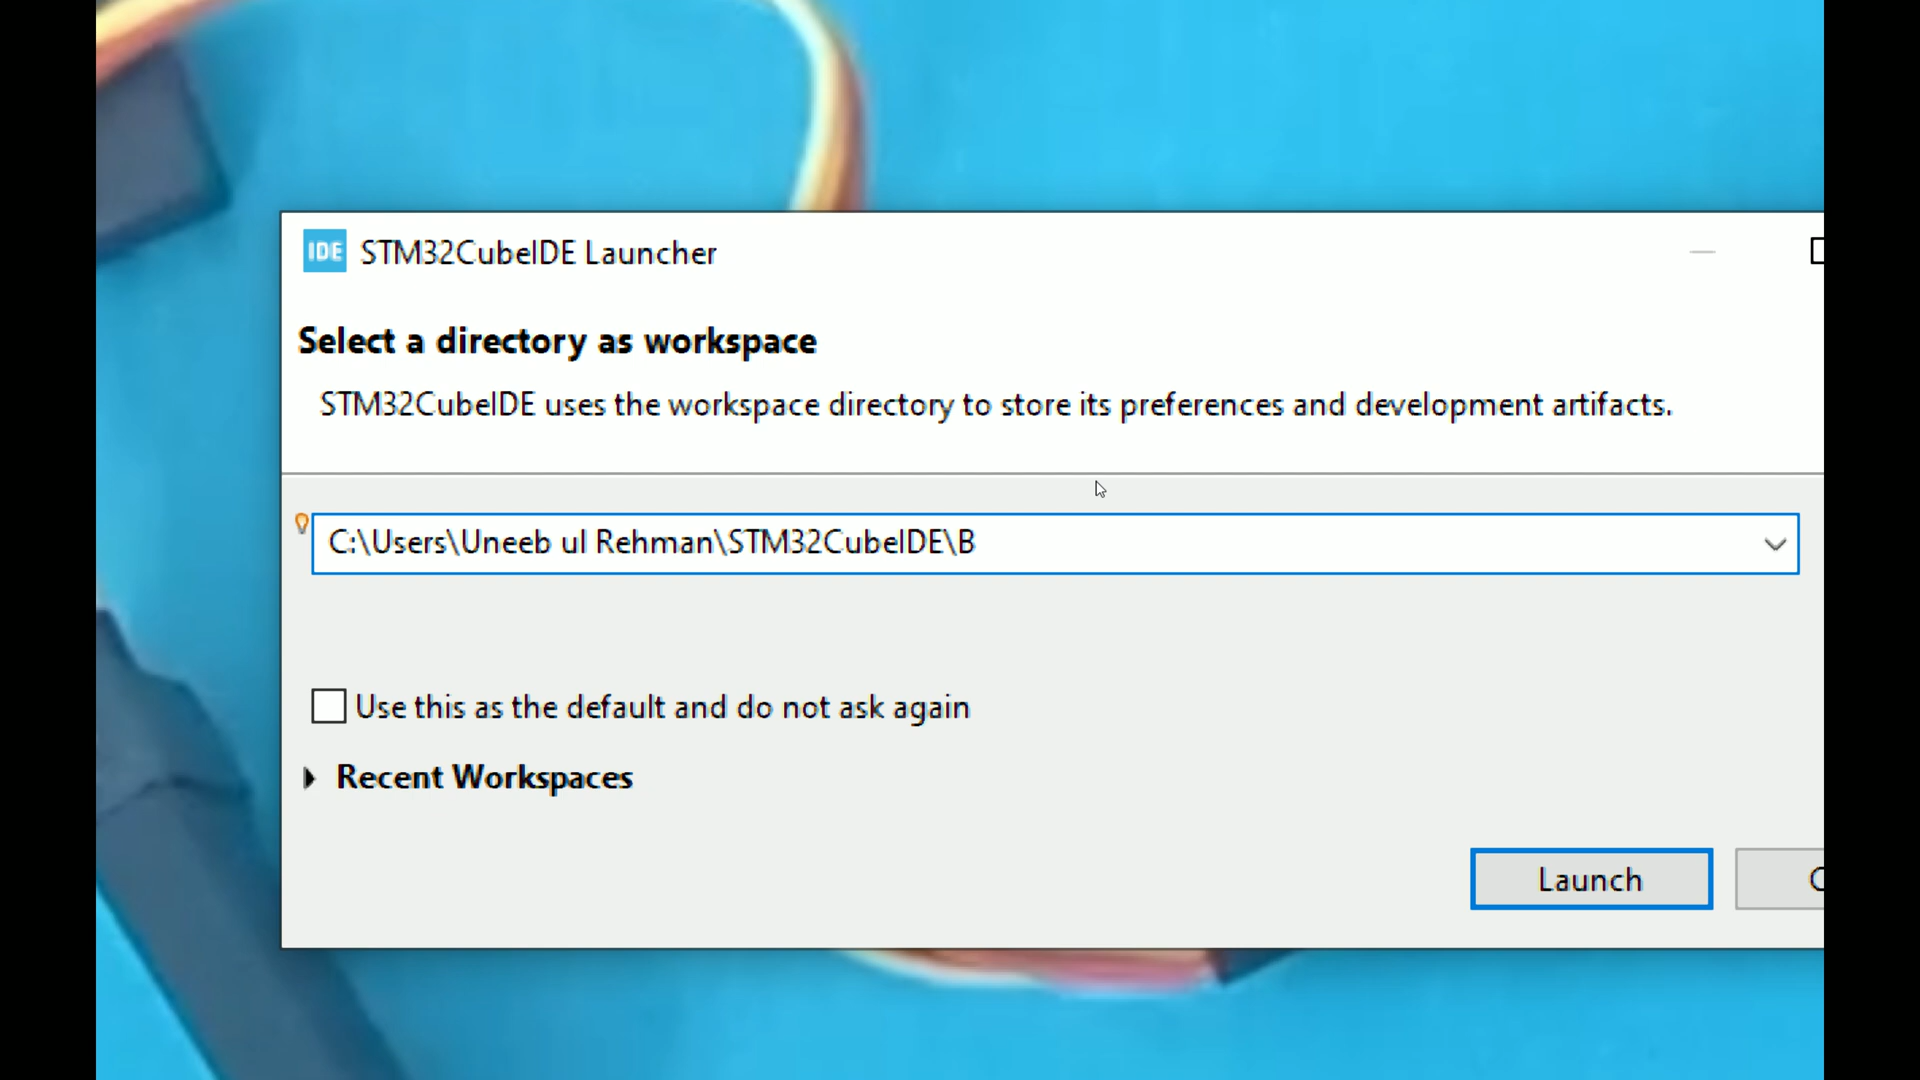 IDE STM32CubeIDE Launcher
Select a directory as workspace
STM32CubeIDE uses the workspace directory to store its preferences and development artifacts.
C:\Users\Uneeb ul Rehman\STM32CubeIDE\B
Use this as the default and do not ask again
Recent Workspaces
Launch